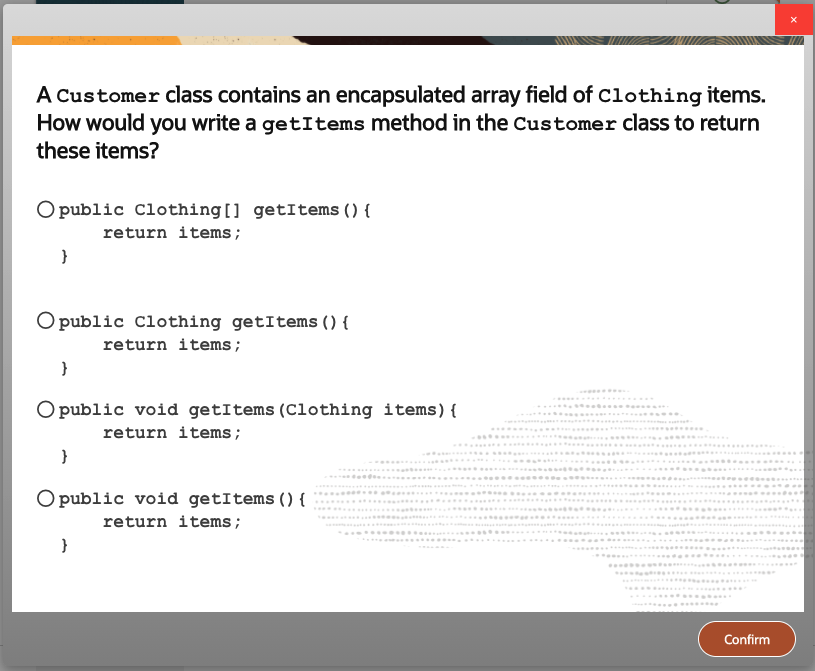 ×
A Customer class contains an encapsulated array field of Clothing items.
How would you write a getItems method in the Customer class to return
these items?
public Clothing[] getItems(){
return items;
}
public Clothing getItems(){
return items;
}
public void getItems(Clothing items){
return items;
}
public void getItems(){
return items;
}
Confirm